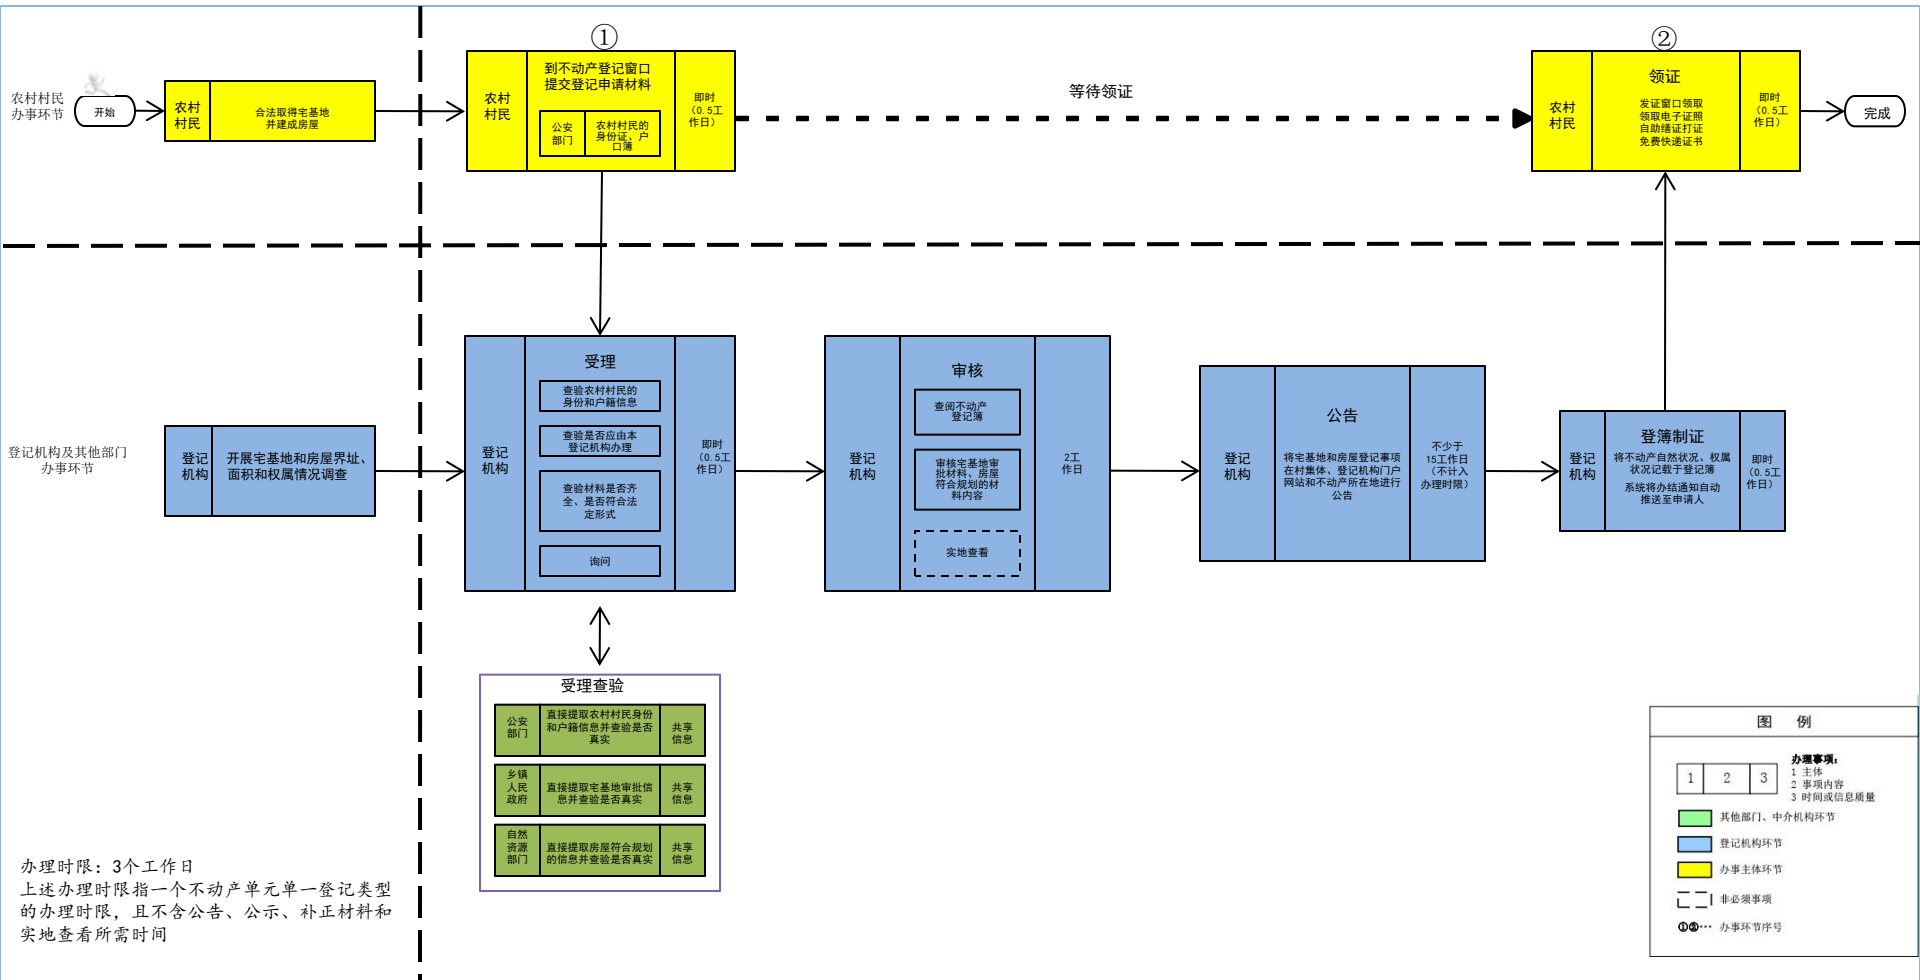 农村村民
办事环节
开始
农村
村民
合法取得宅基地
并建成房屋
①
农村
村民
到不动产登记窗口
提交登记申请材料
公安
部门
农村村民的
身份证、户
口薄
即时
（0.5工
作日）
等待领证
②
农村
村民
领证
发证窗口领取
领取电子证照
自助缮证打证
免费快递证书
即时
（0.5工
作日）
完成
登记机构及其他部门
办事环节
登记
机构
开展宅基地和房屋界址、
面积和权属情况调查
登记
机构
受理
查验农村村民的
身份和户籍信息
查验是否应由本
登记机构办理
查验材料是否齐
全、是否符合法
定形式
询问
即时
（0.5工
作日）
登记
机构
审核
查阅不动产
登记薄
审核宅基地审
批材料、房屋
符合规划的材
料内容
实地查看
2工
作日
登记
机构
公告
将宅基地和房屋登记事项
在村集体、登记机构门户
网站和不动产所在地进行
公告
不少于
15工作日
（不计入
办理时限）
登记
机构
登簿制证
将不动产自然状况、权属
状况记载于登记簿
系统将办结通知自动
推送至申请人
即时
（0.5工
作日）
受理查验
公安
部门
直接提取农村村民身份
和户籍信息并查验是否
真实
共享
信息
乡镇
人民
政府
直接提取宅基地审批信
息并查验是否真实
共享
信息
自然
资源
部门
直接提取房屋符合规划
的信息并查验是否真实
共享
信息
办理时限：3个工作日
上述办理时限指一个不动产单元单一登记类型
的办理时限，且不含公告、公示、补正材料和
实地查看所需时间
图 例
1 2 3
办理事项：
1 主体
2 事项内容
3 时间或信息质量
其他部门、中介机构环节
登记机构环节
办事主体环节
非必须事项
①②··· 办事环节序号